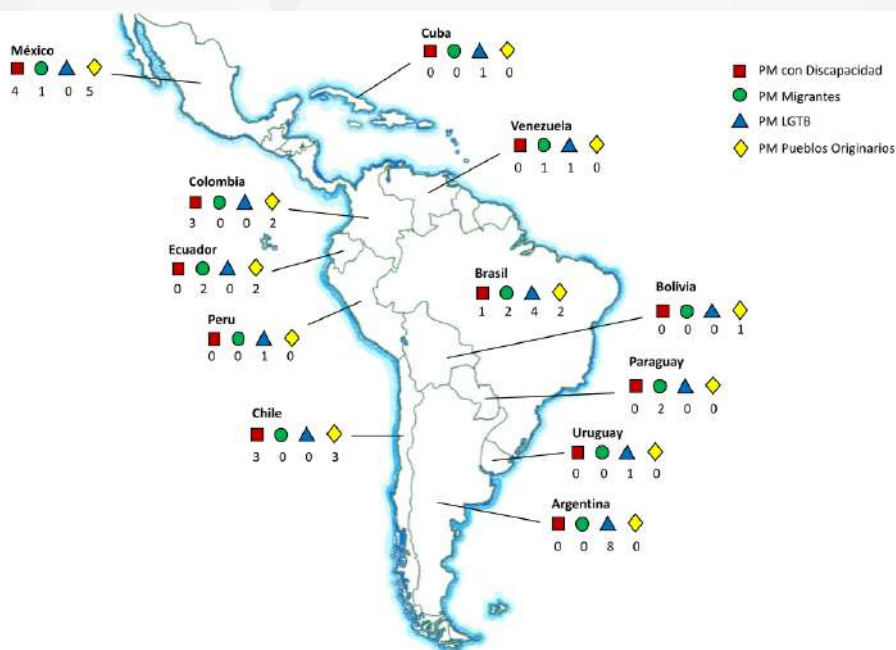 Cuba
0 0 1 0
México
4 1 0 5
PM con Discapacidad
PM Migrantes
PM LGTB
PM Pueblos Originarios
Venezuela
0 1 1 0
Colombia
3 0 0 2
Ecuador
0 2 0 2
Brasil
1 2 4 2
Bolivia
0 0 0 1
Peru
0 0 1 0
Paraguay
0 2 0 0
Chile
3 0 0 3
Uruguay
0 0 1 0
Argentina
0 0 8 0